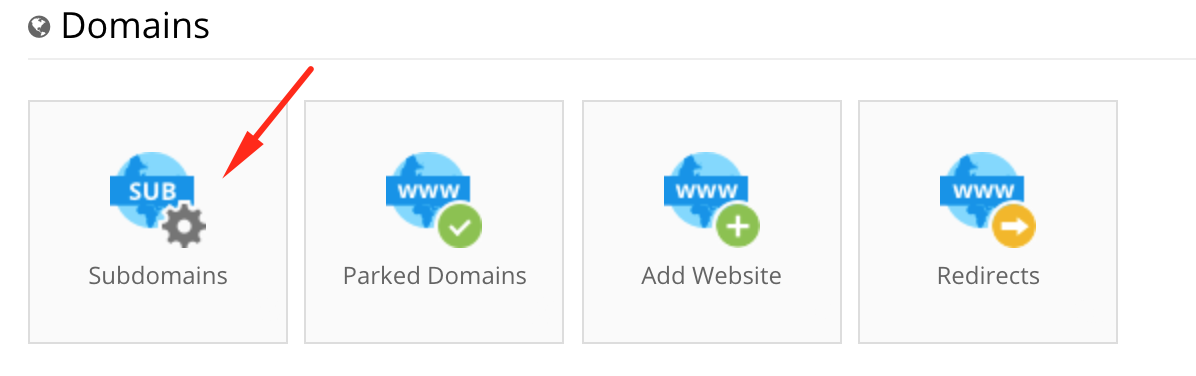 Domains
SUB
WWW
WWW
WWW
Subdomains
Parked Domains
Add Website
Redirects